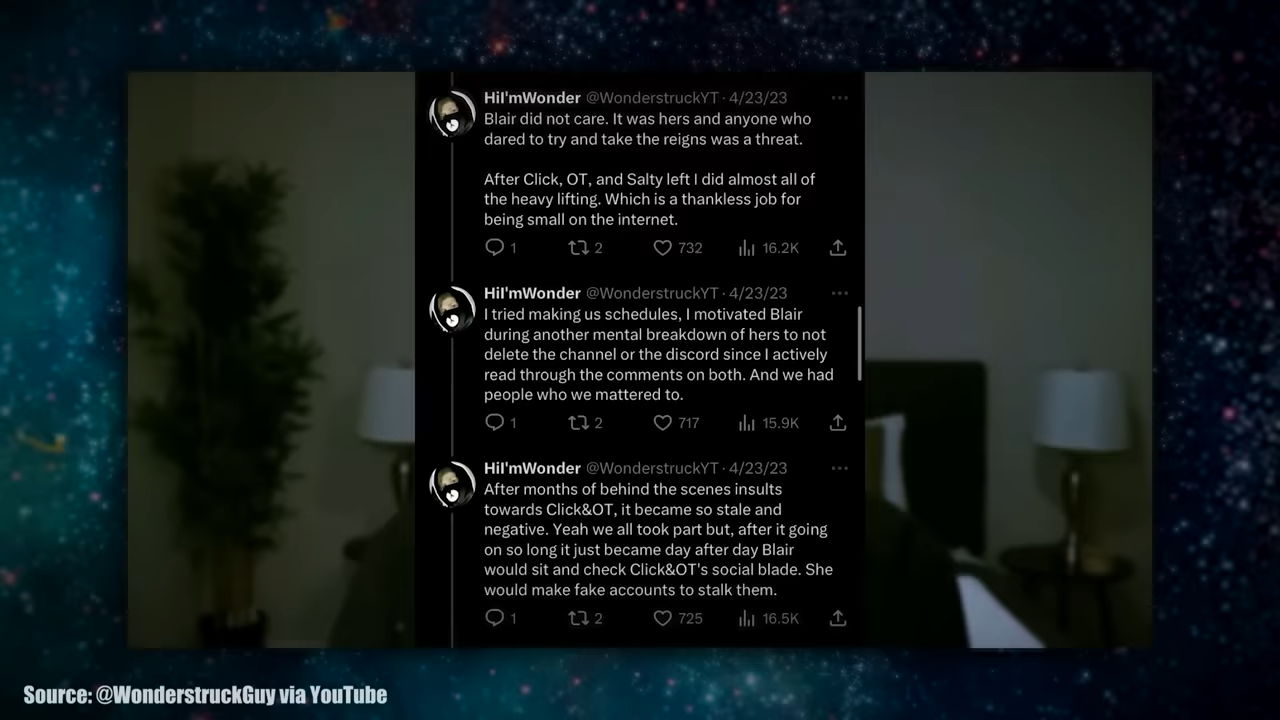 HiI'mWonder @WonderstruckYT · 4/23/23
Blair did not care. It was hers and anyone who
dared to try and take the reigns was a threat.
After Click, OT, and Salty left I did almost all of
the heavy lifting. Which is a thankless job for
being small on the internet.
1 2 732 16.2K
HiI'mWonder @WonderstruckYT · 4/23/23
I tried making us schedules, I motivated Blair
during another mental breakdown of hers to not
delete the channel or the discord since I actively
read through the comments on both. And we had
people who we mattered to.
1 2 717 15.9K
HiI'mWonder @WonderstruckYT · 4/23/23
After months of behind the scenes insults
towards Click&OT, it became so stale and
negative. Yeah we all took part but, after it going
on so long it just became day after day Blair
would sit and check Click&OT's social blade. She
would make fake accounts to stalk them.
1 2 725 16.5K
Source: @WonderstruckGuy via YouTube